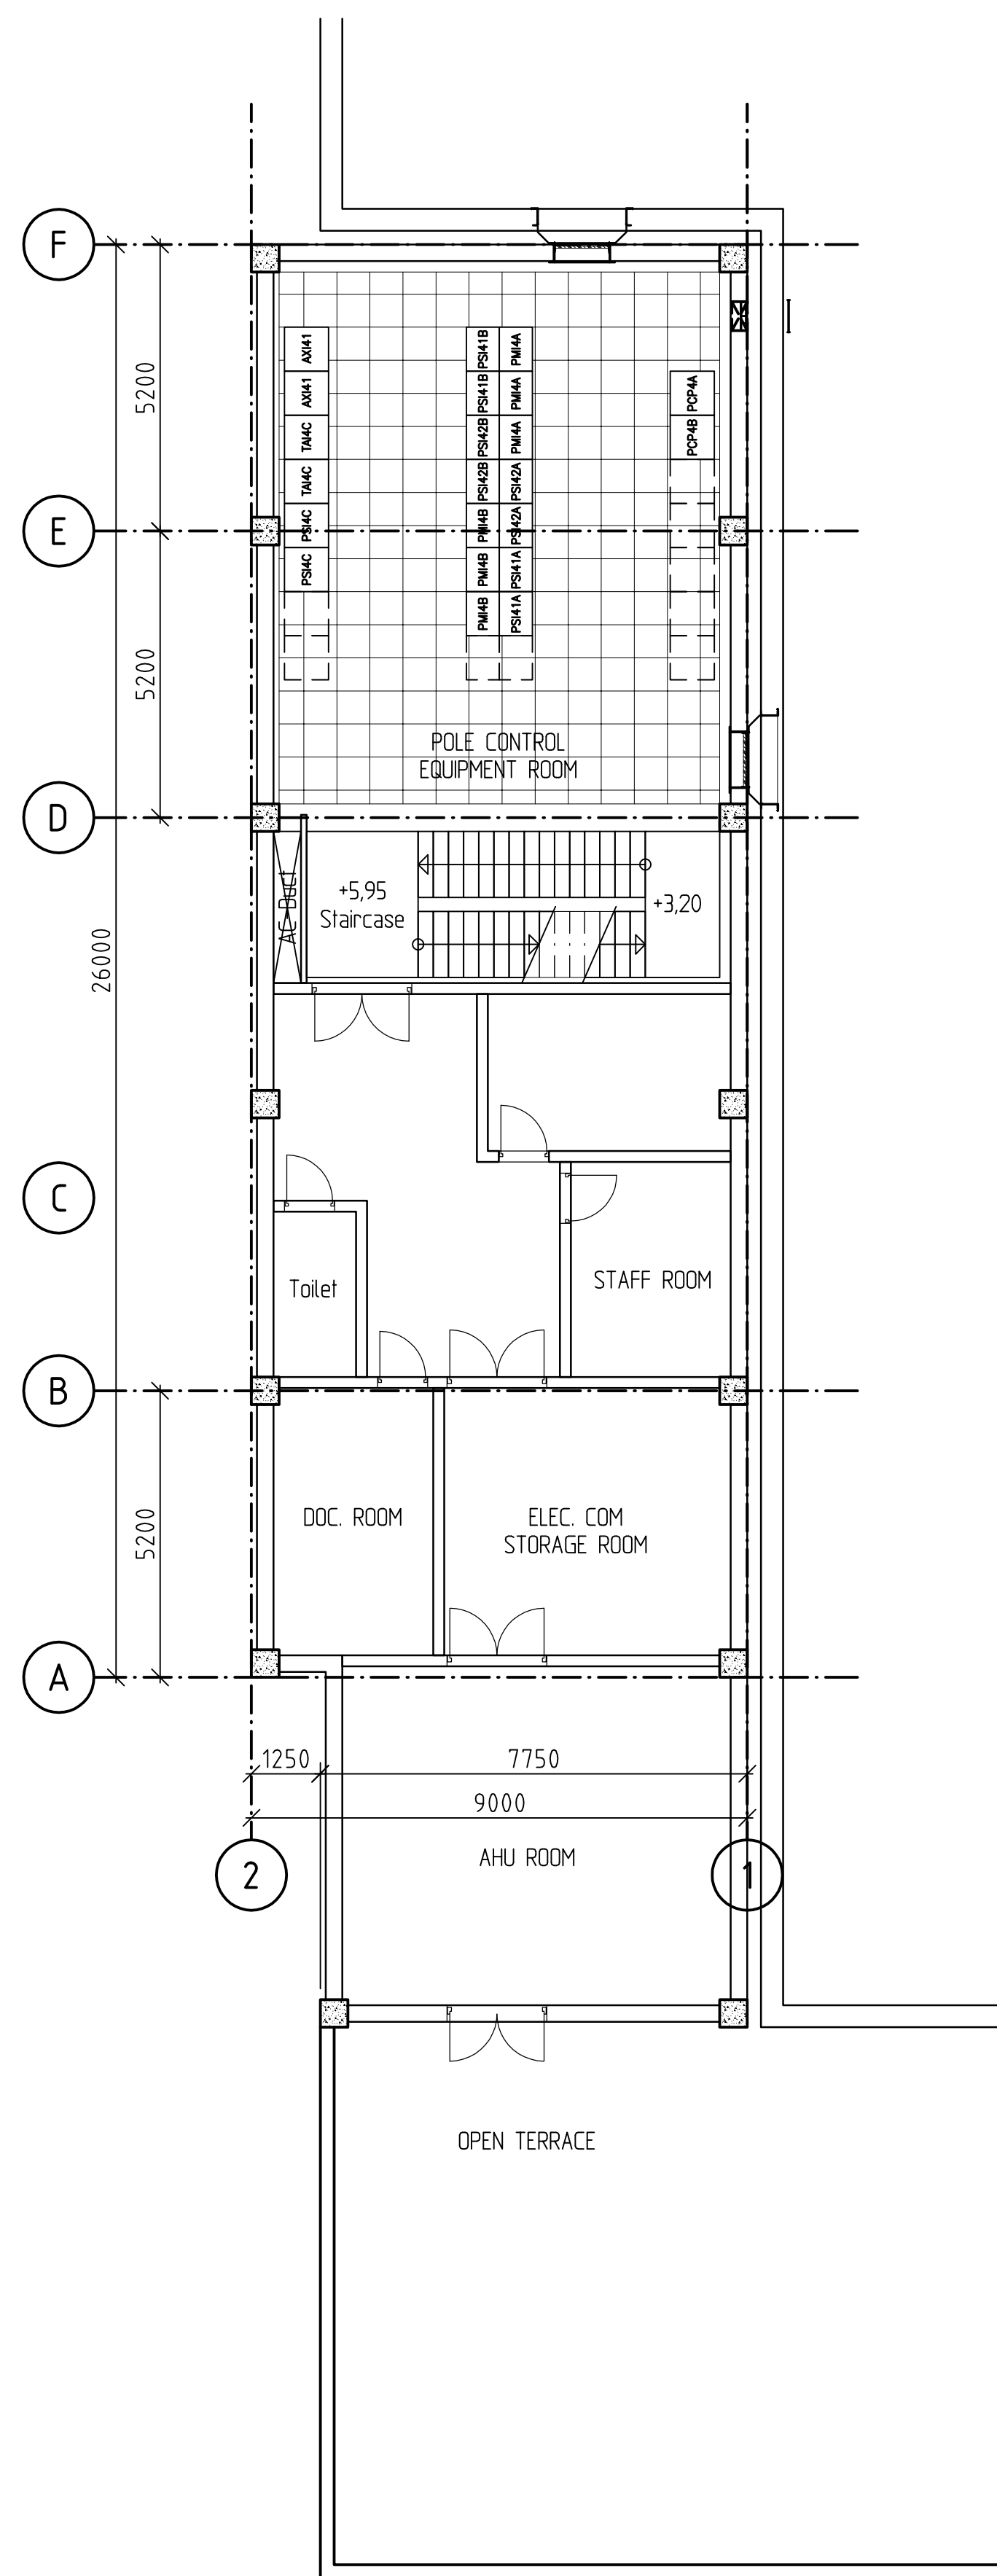 F
5200
AXI41
AXI41
TAI4C
TAI4C
PSI4C
PSI4C
PSI41B
PSI41B
PSI42B
PSI42B
PMI4B
PMI4B
PMI4B
PMI4A
PMI4A
PMI4A
PSI42A
PSI42A
PSI41A
PSI41A
PCP4A
PCP4B
E
5200
POLE CONTROL
EQUIPMENT ROOM
D
AC Duct
+5,95
Staircase
+3,20
26000
C
Toilet
STAFF ROOM
B
5200
DOC. ROOM
ELEC. COM
STORAGE ROOM
A
1250
7750
9000
AHU ROOM
2
1
OPEN TERRACE